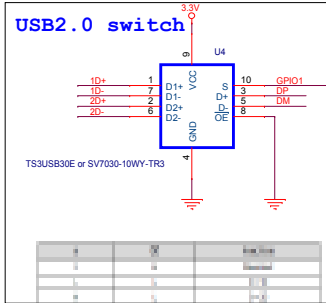 3.3V
USB2.0 switch
9
U4
VCC
1D+ 1 D1+ S 10 GPIO1
1D- 7 D1- D+ 3 DP
2D+ 2 D2+ D- 5 DM
2D- 6 D2- OE 8
GND
4
TS3USB30E or SV7030-10WY-TR3